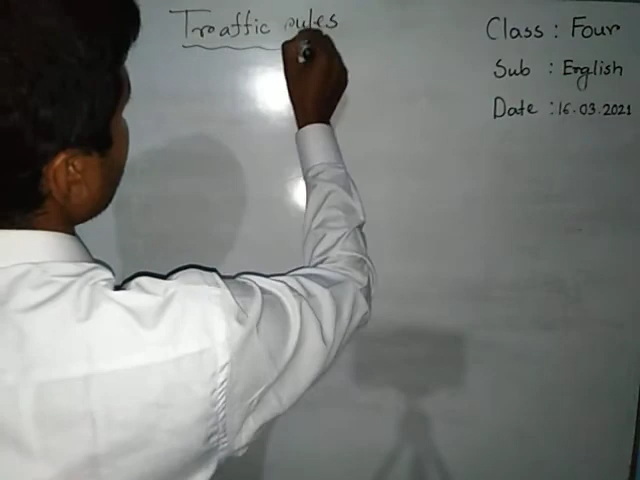 Traffic rules
Class : Four
Sub : English
Date : 16.03.2021